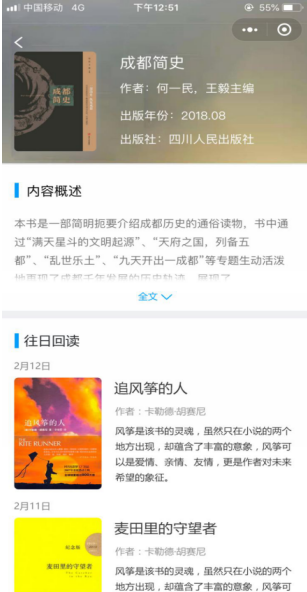 中国移动 4G 下午12:51 55%
成都简史
作者：何一民，王毅主编
出版年份：2018.08
出版社：四川人民出版社
成都
简史
内容概述
本书是一部简明扼要介绍成都历史的通俗读物，书中通
过“满天星斗的文明起源”、“天府之国，列备五
都”、“乱世乐土”、“九天开出一成都”等专题生动活泼
地再现了成都千年发展的历史轨迹，展现了
全文
往日回读
2月12日
追风筝的人
THE
KITE RUNNER
追风筝的人
作者：卡勒德·胡赛尼
风筝是该书的灵魂，虽然只在小说的两个
地方出现，却蕴含了丰富的意象，风筝可
以是爱情、亲情、友情，更是作者对未来
希望的象征。
2月11日
麦田里的守望者
麦田里的守望者
作者：卡勒德·胡赛尼
风筝是该书的灵魂，虽然只在小说的两个
地方出现，却蕴含了丰富的意象，风筝可